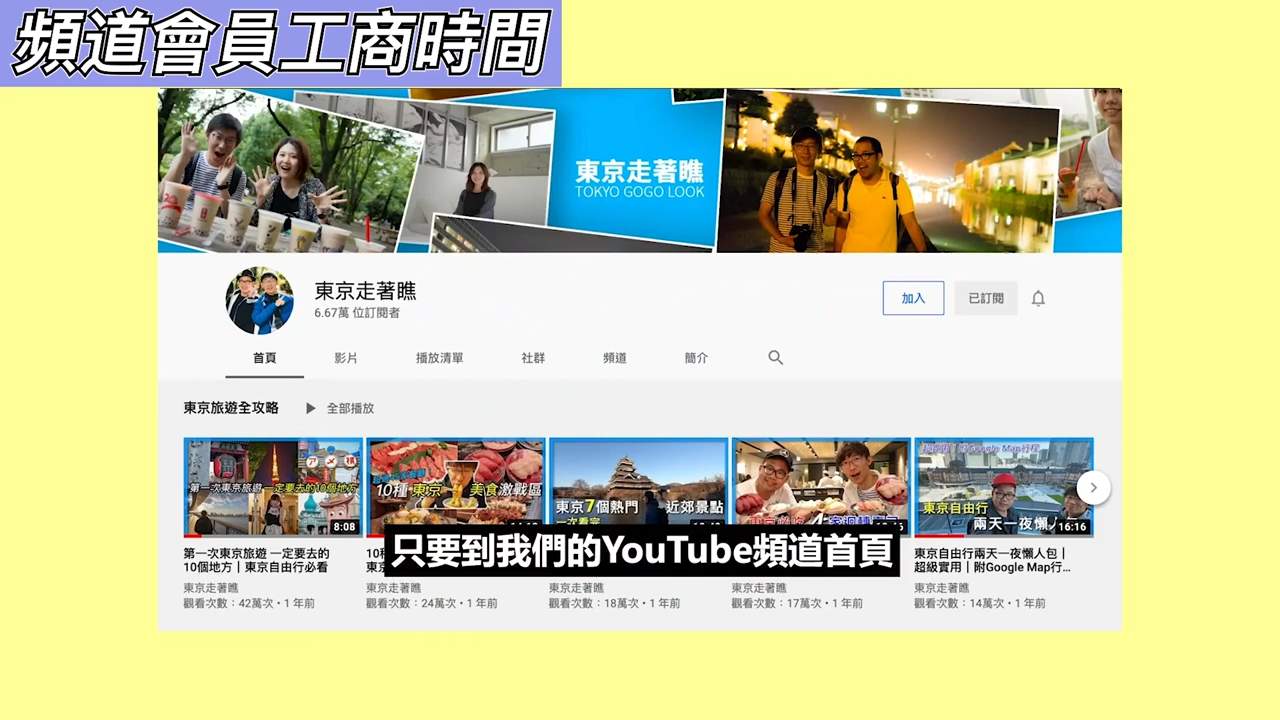 頻道會員工商時間
東京走著瞧
TOKYO GOGO LOOK
東京走著瞧
6.67萬 位訂閱者
加入
已訂閱
首頁
影片
播放清單
社群
頻道
簡介
東京旅遊全攻略
全部播放
第一次東京旅遊 一定要去的10個地方
8:08
10種 東京 美食激戰區
東京7個熱門 近郊景點
一次看完
東京自由行
兩天一夜懶人
16:16
只要到我們的YouTube頻道首頁
第一次東京旅遊 一定要去的
10個地方｜東京自由行必看
東京走著瞧
觀看次數：42萬次・1 年前
東京走著瞧
觀看次數：24萬次・1 年前
東京走著瞧
觀看次數：18萬次・1 年前
東京走著瞧
觀看次數：17萬次・1 年前
東京自由行兩天一夜懶人包｜
超級實用｜附Google Map行…
東京走著瞧
觀看次數：14萬次・1 年前